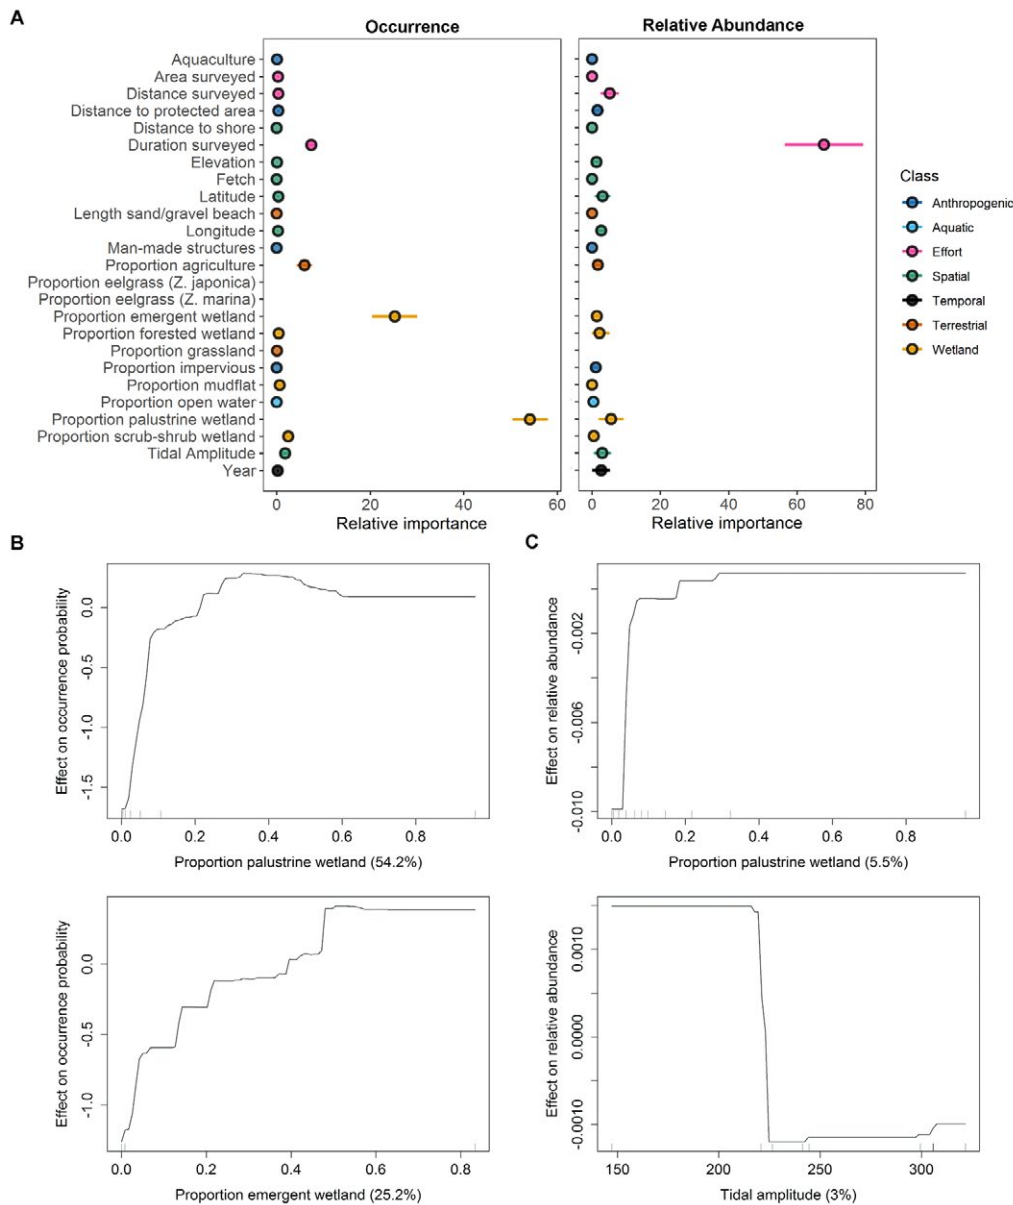 A
Occurrence
Relative Abundance
Aquaculture
Area surveyed
Distance surveyed
Distance to protected area
Distance to shore
Duration surveyed
Elevation
Fetch
Latitude
Length sand/gravel beach
Longitude
Man-made structures
Proportion agriculture
Proportion eelgrass (Z. japonica)
Proportion eelgrass (Z. marina)
Proportion emergent wetland
Proportion forested wetland
Proportion grassland
Proportion impervious
Proportion mudflat
Proportion open water
Proportion palustrine wetland
Proportion scrub-shrub wetland
Tidal Amplitude
Year
0 20 40 60
Relative importance
0 20 40 60 80
Relative importance
Class
Anthropogenic
Aquatic
Effort
Spatial
Temporal
Terrestrial
Wetland
B
Effect on occurrence probability
0.0
-0.5
-1.0
-1.5
0.0 0.2 0.4 0.6 0.8
Proportion palustrine wetland (54.2%)
C
Effect on relative abundance
-0.002
-0.006
-0.010
0.0 0.2 0.4 0.6 0.8
Proportion palustrine wetland (5.5%)
Effect on occurrence probability
0.0
-0.5
-1.0
0.0 0.2 0.4 0.6 0.8
Proportion emergent wetland (25.2%)
Effect on relative abundance
0.0010
0.0000
-0.0010
150 200 250 300
Tidal amplitude (3%)